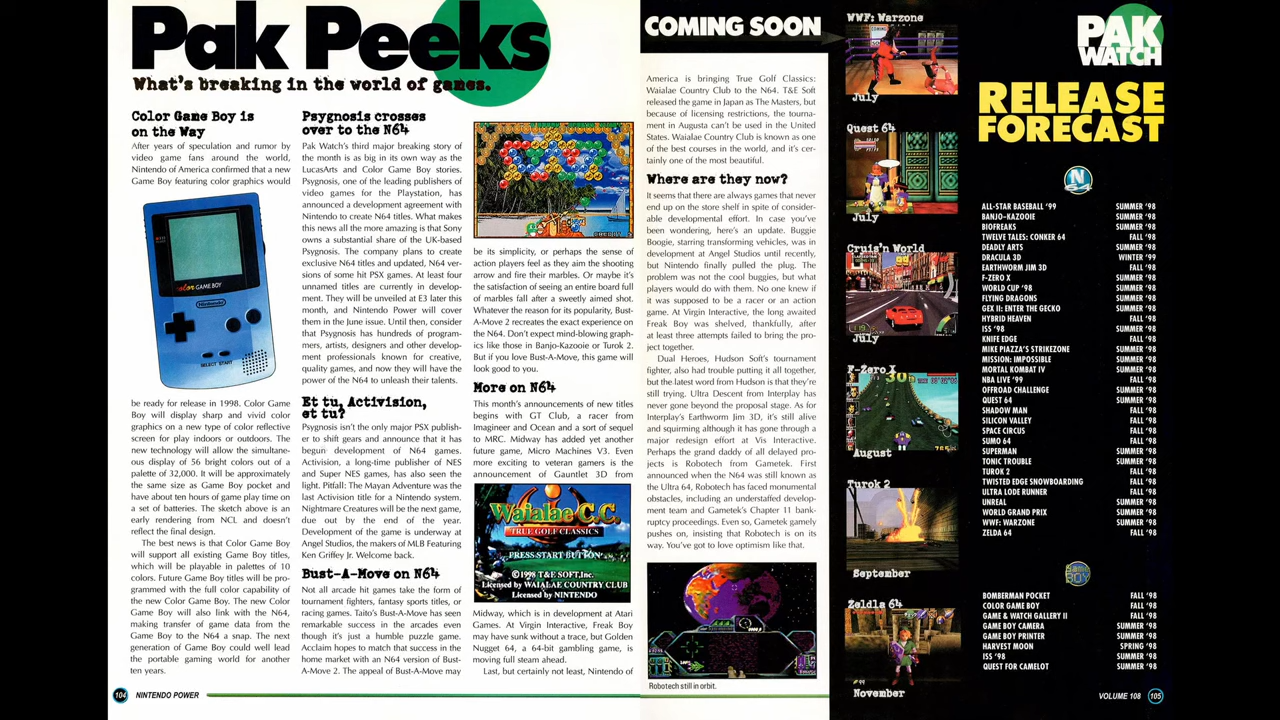 Pak Peeks
What's breaking in the world of games.
Color Game Boy is
on the Way
After years of speculation and rumor by
video game fans around the world,
Nintendo of America confirmed that a new
Game Boy featuring color graphics would
color GAME BOY
Nintendo
SELECT START
be ready for release in 1998. Color Game
Boy will display sharp and vivid color
graphics on a new type of color reflective
screen for play indoors or outdoors. The
new technology will allow the simultane-
ous display of 56 bright colors out of a
palette of 32,000. It will be approximately
the same size as Game Boy pocket and
have about ten hours of game play time on
a set of batteries. The sketch above is an
early rendering from NCL and doesn't
reflect the final design.
The best news is that Color Game Boy
will support all existing Game Boy titles,
which will be playable in palettes of 10
colors. Future Game Boy titles will be pro-
grammed with the full color capability of
the new Color Game Boy. The new Color
Game Boy will also link with the N64,
making transfer of game data from the
Game Boy to the N64 a snap. The next
generation of Game Boy could well lead
the portable gaming world for another
ten years.
Psygnosis crosses
over to the N64
Pak Watch's third major breaking story of
the month is as big in its own way as the
LucasArts and Color Game Boy stories.
Psygnosis, one of the leading publishers of
video games for the Playstation, has
announced a development agreement with
Nintendo to create N64 titles. What makes
this news all the more amazing is that Sony
owns a substantial share of the UK-based
Psygnosis. The company plans to create
exclusive N64 titles and updated, N64 ver-
sions of some hit PSX games. At least four
unnamed titles are currently in develop-
ment. They will be unveiled at E3 later this
month, and Nintendo Power will cover
them in the June issue. Until then, consider
that Psygnosis has hundreds of program-
mers, artists, designers and other develop-
ment professionals known for creative,
quality games, and now they will have the
power of the N64 to unleash their talents.
Et tu, Activision,
et tu?
Psygnosis isn't the only major PSX publish-
er to shift gears and announce that it has
begun development of N64 games.
Activision, a long-time publisher of NES
and Super NES games, has also seen the
light. Pitfall: The Mayan Adventure was the
last Activision title for a Nintendo system.
Nightmare Creatures will be the next game,
due out by the end of the year.
Development of the game is underway at
Angel Studios, the makers of MLB Featuring
Ken Griffey Jr. Welcome back.
Bust-A-Move on N64
Not all arcade hit games take the form of
tournament fighters, fantasy sports titles, or
racing games. Taito's Bust-A-Move has seen
remarkable success in the arcades even
though it's just a humble puzzle game.
Acclaim hopes to match that success in the
home market with an N64 version of Bust-
A-Move 2. The appeal of Bust-A-Move may
be its simplicity, or perhaps the sense of
action players feel as they aim the shooting
arrow and fire their marbles. Or maybe it's
the satisfaction of seeing an entire board full
of marbles fall after a sweetly aimed shot.
Whatever the reason for its popularity, Bust-
A-Move 2 recreates the exact experience on
the N64. Don't expect mind-blowing graph-
ics like those in Banjo-Kazooie or Turok 2.
But if you love Bust-A-Move, this game will
look good to you.
More on N64
This month's announcements of new titles
begins with GT Club, a racer from
Imagineer and Ocean and a sort of sequel
to MRC. Midway has added yet another
future game, Micro Machines V3. Even
more exciting to veteran gamers is the
announcement of Gauntlet 3D from
Waialae C.C.
TRUE GOLF CLASSICS
PRESS START BUTTON
©1998 T&E SOFT,Inc.
Licensed by WAIALAE COUNTRY CLUB
Licensed by NINTENDO
Midway, which is in development at Atari
Games. At Virgin Interactive, Freak Boy
may have sunk without a trace, but Golden
Nugget 64, a 64-bit gambling game, is
moving full steam ahead.
Last, but certainly not least, Nintendo of
104 NINTENDO POWER
COMING SOON
America is bringing True Golf Classics:
Waialae Country Club to the N64. T&E Soft
released the game in Japan as The Masters, but
because of licensing restrictions, the tourna-
ment in Augusta can't be used in the United
States. Waialae Country Club is known as one
of the best courses in the world, and it's cer-
tainly one of the most beautiful.
Where are they now?
It seems that there are always games that never
end up on the store shelf in spite of consider-
able developmental effort. In case you've
been wondering, here's an update. Buggie
Boogie, starring transforming vehicles, was in
development at Angel Studios until recently,
but Nintendo finally pulled the plug. The
problem was not the cool buggies, but what
players would do with them. No one knew if
it was supposed to be a racer or an action
game. At Virgin Interactive, the long awaited
Freak Boy was shelved, thankfully, after
at least three attempts failed to bring the pro-
ject together.
Dual Heroes, Hudson Soft's tournament
fighter, also had trouble putting it all together,
but the latest word from Hudson is that they're
still trying. Ultra Descent from Interplay has
never gone beyond the proposal stage. As for
Interplay's Earthworm Jim 3D, it's still alive
and squirming although it has gone through a
major redesign effort at Vis Interactive.
Perhaps the grand daddy of all delayed pro-
jects is Robotech from Gametek. First
announced when the N64 was still known as
the Ultra 64, Robotech has faced monumental
obstacles, including an understaffed develop-
ment team and Gametek's Chapter 11 bank-
ruptcy proceedings. Even so, Gametek gamely
pushes on, insisting that Robotech is on its
way. You've got to love optimism like that.
Robotech still in orbit.
WWF: Warzone
July
Quest 64
July
Cruis'n World
July
F-Zero X
August
Turok 2
September
Zelda 64
November
PAK
WATCH
RELEASE
FORECAST
N
ALL-STAR BASEBALL '99 SUMMER '98
BANJO-KAZOOIE SUMMER '98
BIOFREAKS SUMMER '98
TWELVE TALES: CONKER 64 FALL '98
DEADLY ARTS SUMMER '98
DRACULA 3D WINTER '99
EARTHWORM JIM 3D FALL '98
F-ZERO X SUMMER '98
WORLD CUP '98 SUMMER '98
FLYING DRAGONS SUMMER '98
GEX II: ENTER THE GECKO SUMMER '98
HYBRID HEAVEN FALL '98
ISS '98 SUMMER '98
KNIFE EDGE FALL '98
MIKE PIAZZA'S STRIKEZONE SUMMER '98
MISSION: IMPOSSIBLE SUMMER '98
MORTAL KOMBAT IV FALL '98
NBA LIVE '99 FALL '98
OFFROAD CHALLENGE SUMMER '98
QUEST 64 SUMMER '98
SHADOW MAN FALL '98
SILICON VALLEY FALL '98
SPACE CIRCUS FALL '98
SUMO 64 SUMMER '98
SUPERMAN SUMMER '98
TONIC TROUBLE SUMMER '98
TUROK 2 FALL '98
TWISTED EDGE SNOWBOARDING FALL '98
ULTRA LODE RUNNER FALL '98
UNREAL SUMMER '98
WORLD GRAND PRIX SUMMER '98
WWF: WARZONE SUMMER '98
ZELDA 64 FALL '98
GAME BOY
BOMBERMAN POCKET FALL '98
COLOR GAME BOY FALL '98
GAME & WATCH GALLERY II FALL '98
GAME BOY CAMERA SUMMER '98
GAME BOY PRINTER SUMMER '98
HARVEST MOON SPRING '98
ISS '98 SUMMER '98
QUEST FOR CAMELOT SUMMER '98
VOLUME 108 105